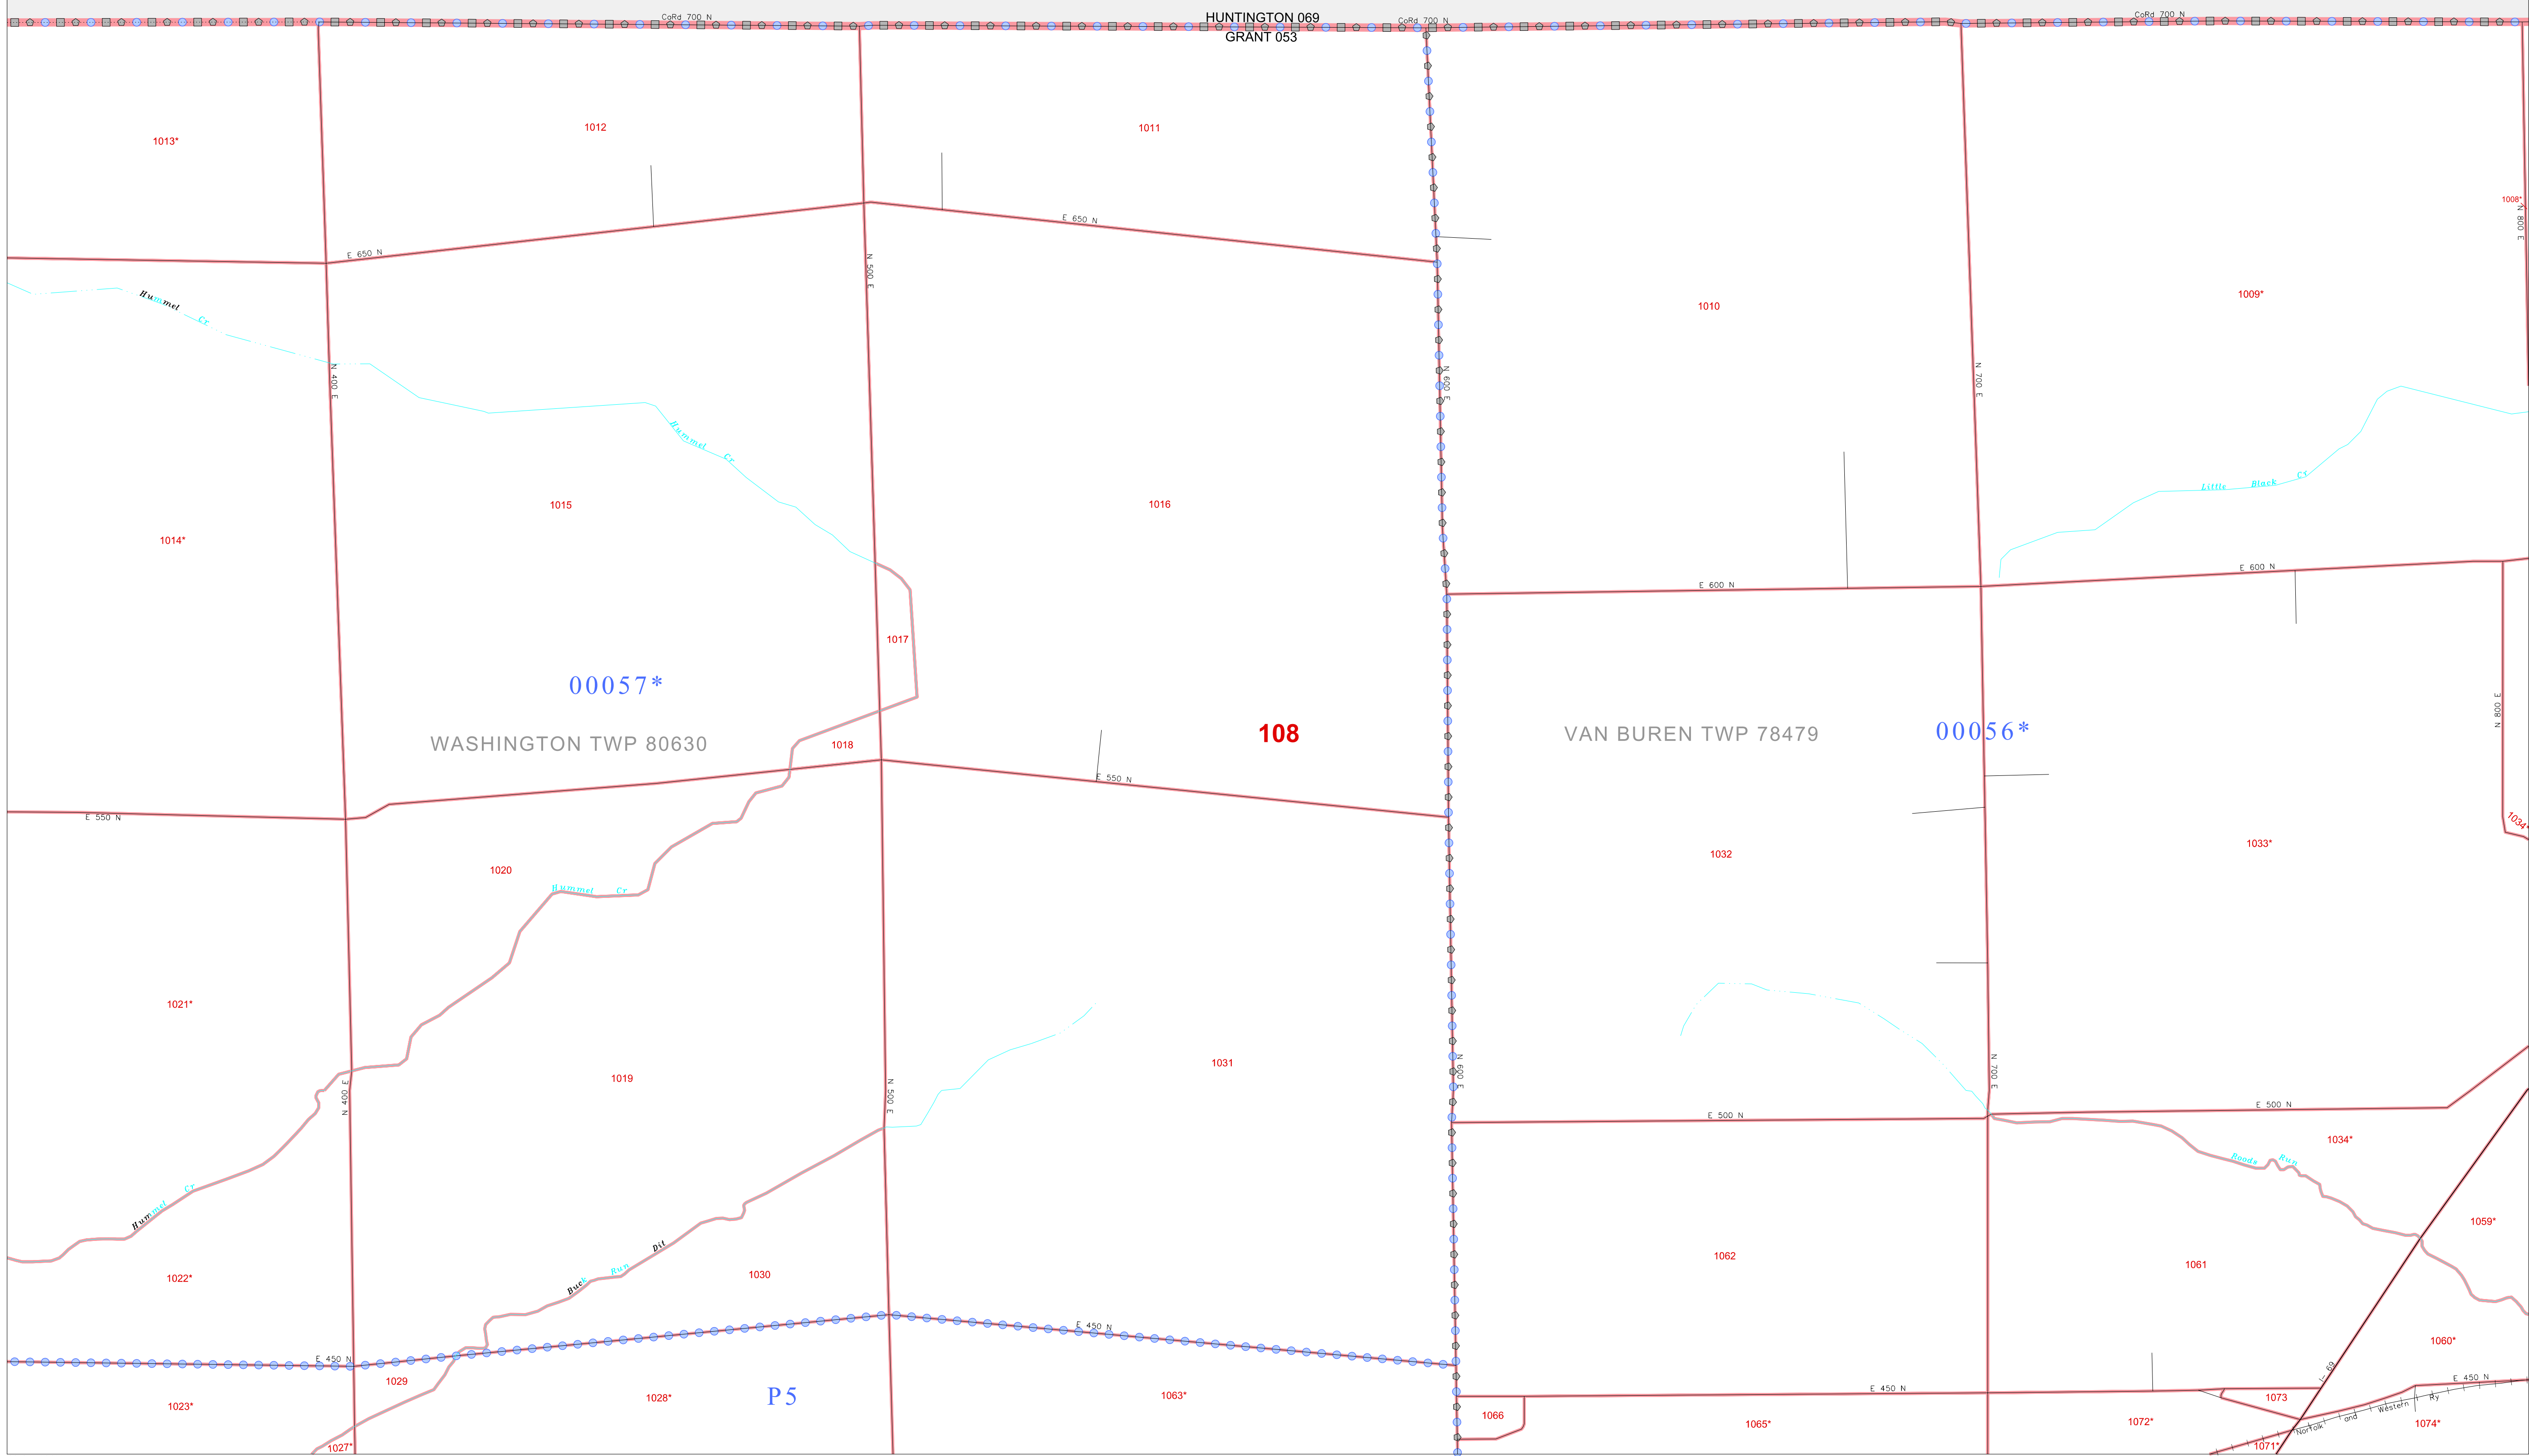 CoRd 700 N
HUNTINGTON 069
CoRd 700 N
CoRd 700 N
GRANT 053
1013*
1012
1011
1008*
N 800 E
E 650 N
E 650 N
N 500 E
Hummel Cr
1010
1009*
N 400 E
N 600 E
N 700 E
Hummel Cr
1015
1016
Little Black Cr
1014*
E 600 N
E 600 N
1017
00057*
N 800 E
WASHINGTON TWP 80630
1018
108
VAN BUREN TWP 78479
00056*
E 550 N
E 550 N
1034*
1032
1033*
1020
Hummel Cr
1021*
1019
1031
N 400 E
N 500 E
N 600 E
N 700 E
E 500 N
E 500 N
1034*
Hummel Cr
Roods Run
1059*
1022*
Buck Run Dit
1030
1062
1061
E 450 N
E 450 N
1060*
I- 69
1029
1028*
P5
1063*
E 450 N
E 450 N
1023*
1066
1065*
1072*
1073
1074*
Norfolk and Western Ry
1027*
1071*